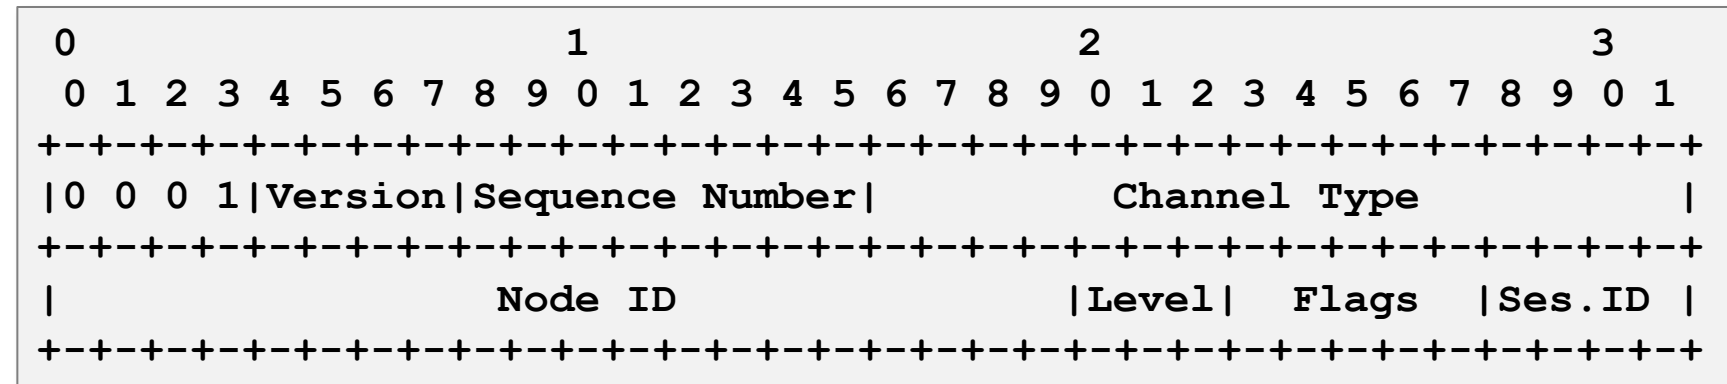 0                   1                   2                   3
 0 1 2 3 4 5 6 7 8 9 0 1 2 3 4 5 6 7 8 9 0 1 2 3 4 5 6 7 8 9 0 1
+-+-+-+-+-+-+-+-+-+-+-+-+-+-+-+-+-+-+-+-+-+-+-+-+-+-+-+-+-+-+-+-+
|0 0 0 1|Version|Sequence Number|         Channel Type          |
+-+-+-+-+-+-+-+-+-+-+-+-+-+-+-+-+-+-+-+-+-+-+-+-+-+-+-+-+-+-+-+-+
|                 Node ID               |Level|  Flags  |Ses.ID |
+-+-+-+-+-+-+-+-+-+-+-+-+-+-+-+-+-+-+-+-+-+-+-+-+-+-+-+-+-+-+-+-+